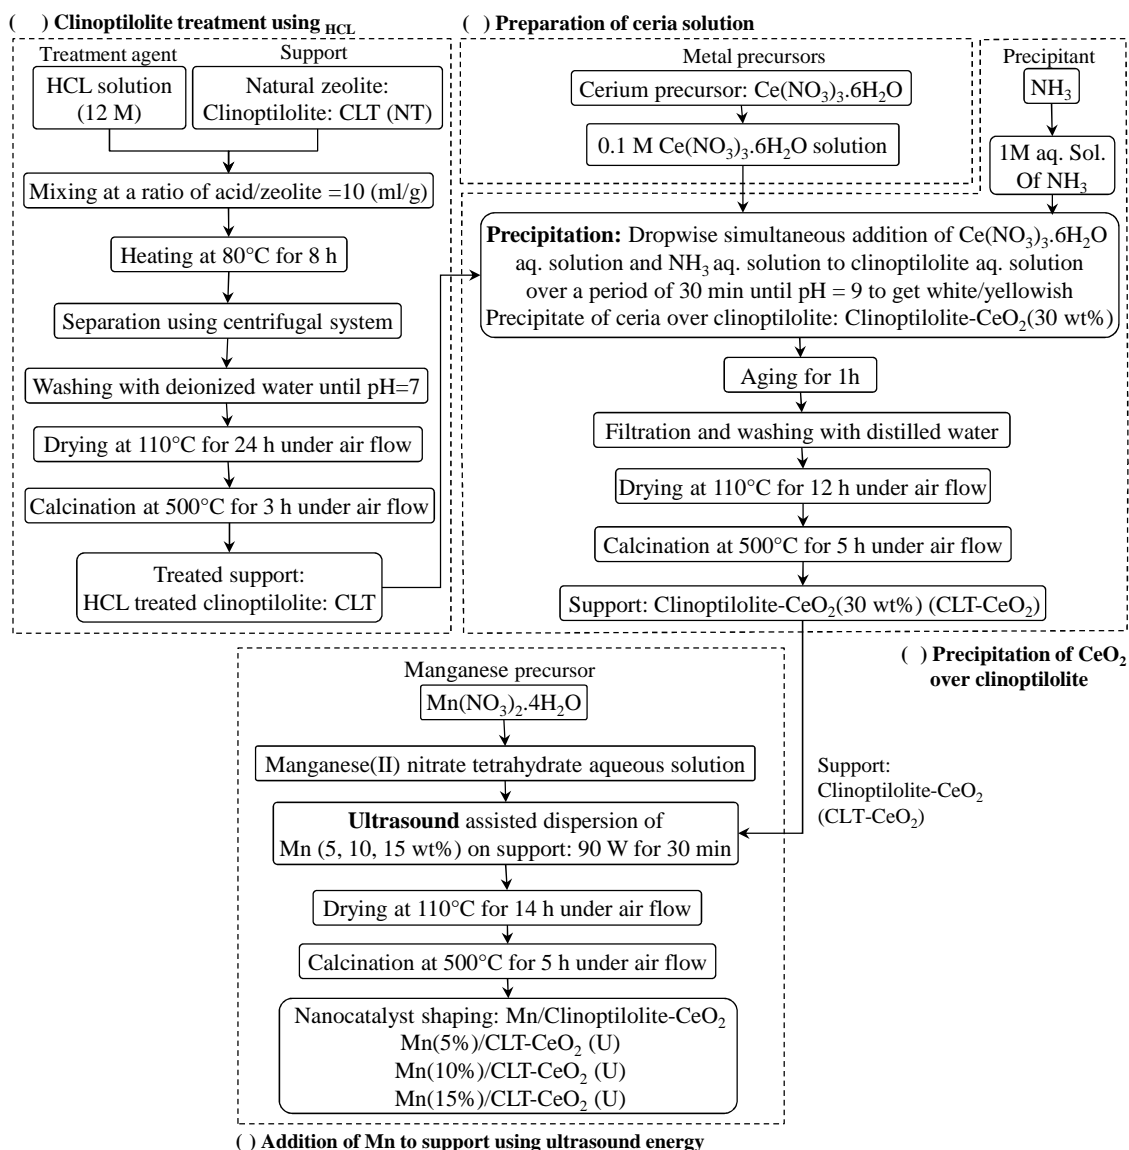 ( ) Clinoptilolite treatment using HCL
Treatment agent
Support
HCL solution
(12 M)
Natural zeolite:
Clinoptilolite: CLT (NT)
Mixing at a ratio of acid/zeolite =10 (ml/g)
Heating at 80°C for 8 h
Separation using centrifugal system
Washing with deionized water until pH=7
Drying at 110°C for 24 h under air flow
Calcination at 500°C for 3 h under air flow
Treated support:
HCL treated clinoptilolite: CLT
( ) Preparation of ceria solution
Metal precursors
Cerium precursor: Ce(NO₃)₃.6H₂O
0.1 M Ce(NO₃)₃.6H₂O solution
Precipitant
NH₃
1M aq. Sol.
Of NH₃
Precipitation: Dropwise simultaneous addition of Ce(NO₃)₃.6H₂O
aq. solution and NH₃ aq. solution to clinoptilolite aq. solution
over a period of 30 min until pH = 9 to get white/yellowish
Precipitate of ceria over clinoptilolite: Clinoptilolite-CeO₂(30 wt%)
Aging for 1h
Filtration and washing with distilled water
Drying at 110°C for 12 h under air flow
Calcination at 500°C for 5 h under air flow
Support: Clinoptilolite-CeO₂(30 wt%) (CLT-CeO₂)
( ) Precipitation of CeO₂
over clinoptilolite
Support:
Clinoptilolite-CeO₂
(CLT-CeO₂)
Manganese precursor
Mn(NO₃)₂.4H₂O
Manganese(II) nitrate tetrahydrate aqueous solution
Ultrasound assisted dispersion of
Mn (5, 10, 15 wt%) on support: 90 W for 30 min
Drying at 110°C for 14 h under air flow
Calcination at 500°C for 5 h under air flow
Nanocatalyst shaping: Mn/Clinoptilolite-CeO₂
Mn(5%)/CLT-CeO₂ (U)
Mn(10%)/CLT-CeO₂ (U)
Mn(15%)/CLT-CeO₂ (U)
( ) Addition of Mn to support using ultrasound energy